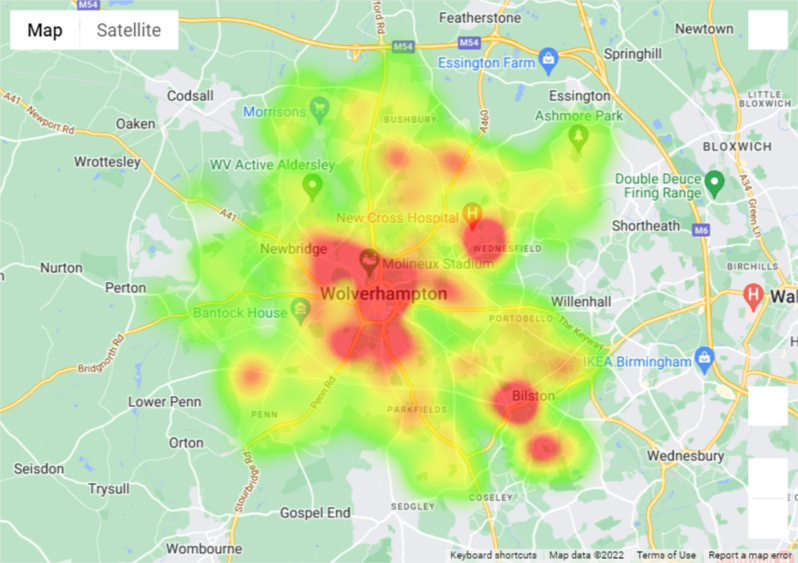 M54
Map
Satellite
ford Rd
Featherstone
M54
M54
Newtown
Springhill
Essington Farm
Codsall
A41
Newport Rd
Oaken
Morrisons
BUSHBURY
A460
Essington
Ashmore Park
LITTLE
BLOXWICH
BLOXWICH
Wrottesley
WV Active Aldersley
Double Deuce
Firing Range
A34
Green Ln
A41
New Cross Hospital
H
Shortheath
M6
Newbridge
WEDNESFIELD
Molineux Stadium
Nurton
Perton
BIRCHILLS
Wolverhampton
Willenhall
H
Wal
Bantock House
PORTOBELLO
The Keyway
Bridgnorth Rd
IKEA Birmingham
Penn Rd
Bilston
Lower Penn
PENN
PARKFIELDS
Orton
Wednesbury
Seisdon
Trysull
Stourbridge Rd
SEDGLEY
COSELEY
Gospel End
Wombourne
Keyboard shortcuts
Map data ©2022
Terms of Use
Report a map error